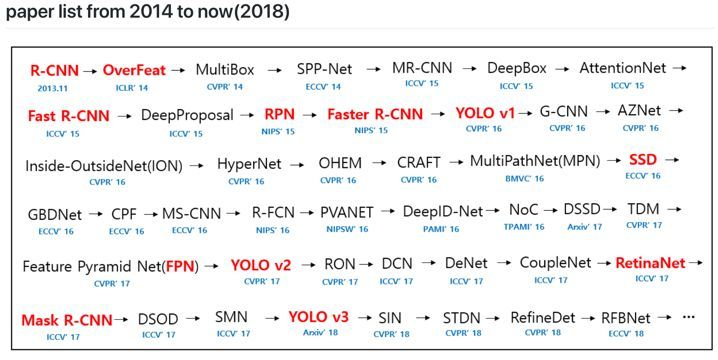 paper list from 2014 to now(2018)
R-CNN → OverFeat → MultiBox → SPP-Net → MR-CNN → DeepBox → AttentionNet →
2013.11 ICLR' 14 CVPR' 14 ECCV' 14 ICCV' 15 ICCV' 15 ICCV' 15
Fast R-CNN → DeepProposal → RPN → Faster R-CNN → YOLO v1 → G-CNN → AZNet →
ICCV' 15 ICCV' 15 NIPS' 15 NIPS' 15 CVPR' 16 CVPR' 16 CVPR' 16
Inside-OutsideNet(ION) → HyperNet → OHEM → CRAFT → MultiPathNet(MPN) → SSD →
CVPR' 16 CVPR' 16 CVPR' 16 CVPR' 16 BMVC' 16 ECCV' 16
GBDNet → CPF → MS-CNN → R-FCN → PVANET → DeepID-Net → NoC → DSSD → TDM →
ECCV' 16 ECCV' 16 ECCV' 16 NIPS' 16 NIPSW' 16 PAMI' 16 TPAMI' 16 Arxiv' 17 CVPR' 17
Feature Pyramid Net(FPN) → YOLO v2 → RON → DCN → DeNet → CoupleNet → RetinaNet →
CVPR' 17 CVPR' 17 CVPR' 17 ICCV' 17 ICCV' 17 ICCV' 17 ICCV' 17
Mask R-CNN → DSOD → SMN → YOLO v3 → SIN → STDN → RefineDet → RFBNet → ⋯
ICCV' 17 ICCV' 17 ICCV' 17 Arxiv' 18 CVPR' 18 CVPR' 18 CVPR' 18 ECCV' 18